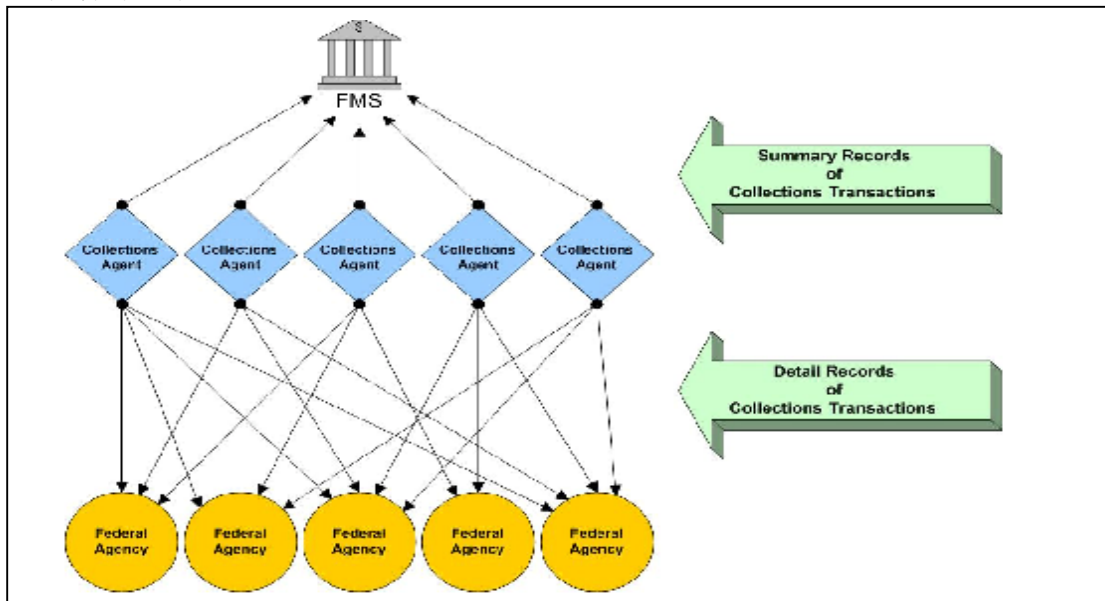 $
FMS
Summary Records
of
Collections Transactions
Collections
Agent
Collections
Agent
Collections
Agent
Collections
Agent
Collections
Agent
Detail Records
of
Collections Transactions
Federal
Agency
Federal
Agency
Federal
Agency
Federal
Agency
Federal
Agency